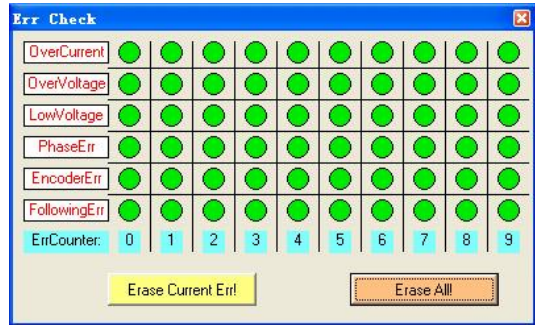 Err Check
OverCurrent
OverVoltage
LowVoltage
PhaseErr
EncoderErr
FollowingErr
ErrCounter: 0 1 2 3 4 5 6 7 8 9
Erase Current Err! Erase All!